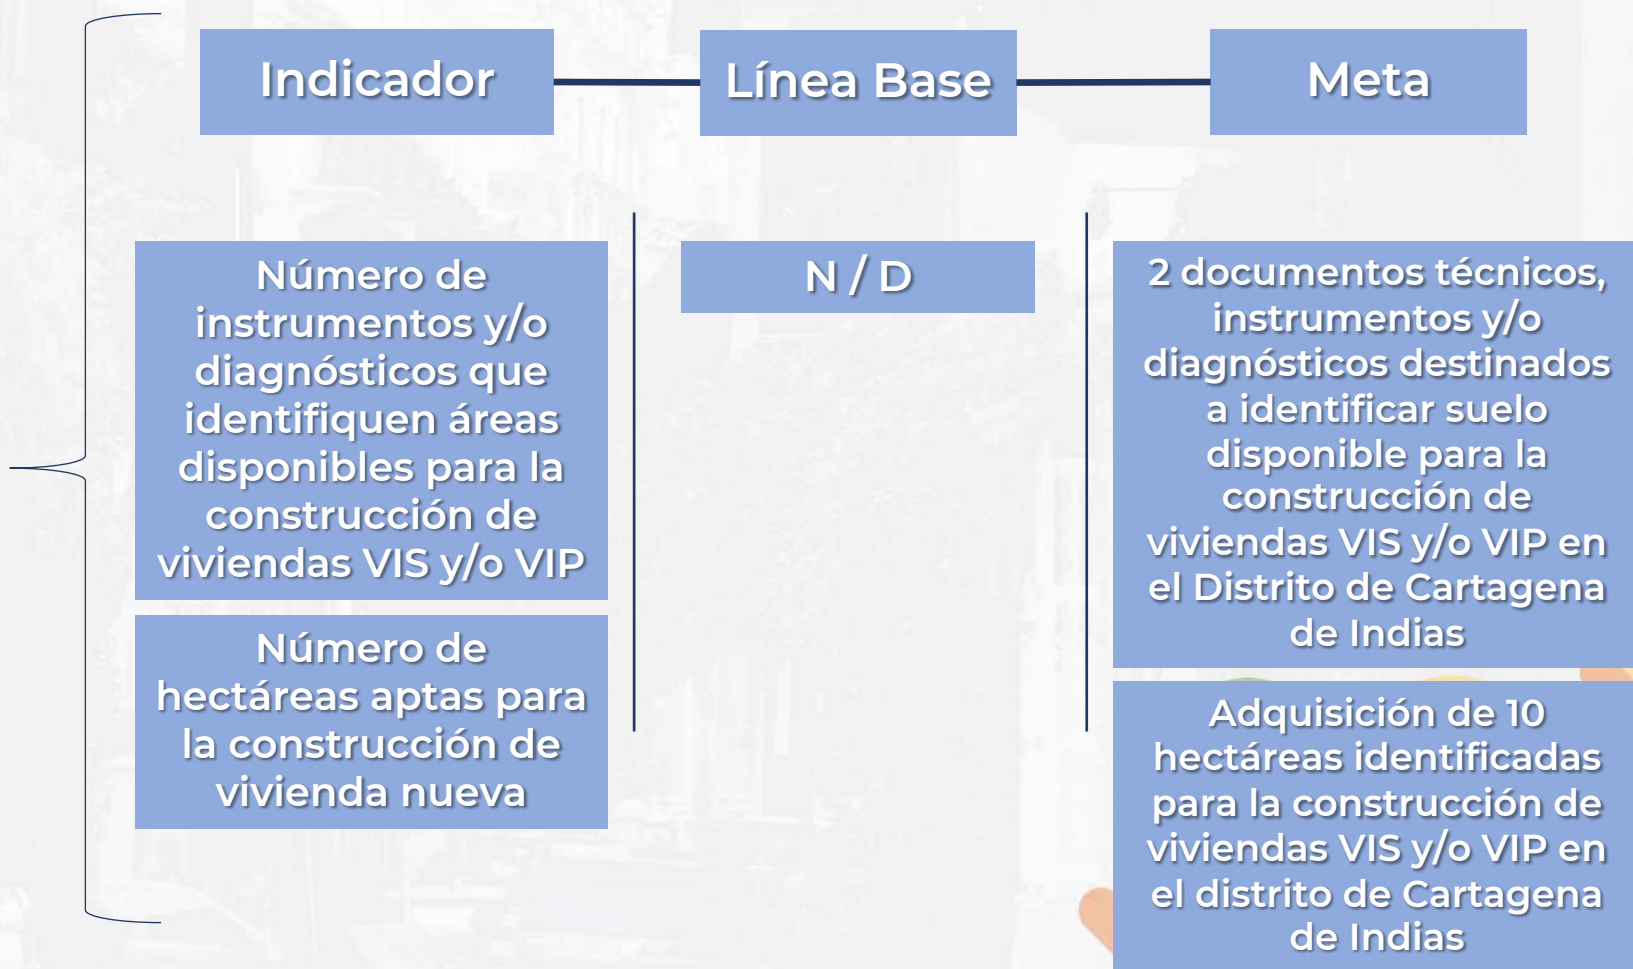 Indicador
Línea Base
Meta
Número de
instrumentos y/o
diagnósticos que
identifiquen áreas
disponibles para la
construcción de
viviendas VIS y/o VIP
N / D
2 documentos técnicos,
instrumentos y/o
diagnósticos destinados
a identificar suelo
disponible para la
construcción de
viviendas VIS y/o VIP en
el Distrito de Cartagena
de Indias
Número de
hectáreas aptas para
la construcción de
vivienda nueva
Adquisición de 10
hectáreas identificadas
para la construcción de
viviendas VIS y/o VIP en
el distrito de Cartagena
de Indias